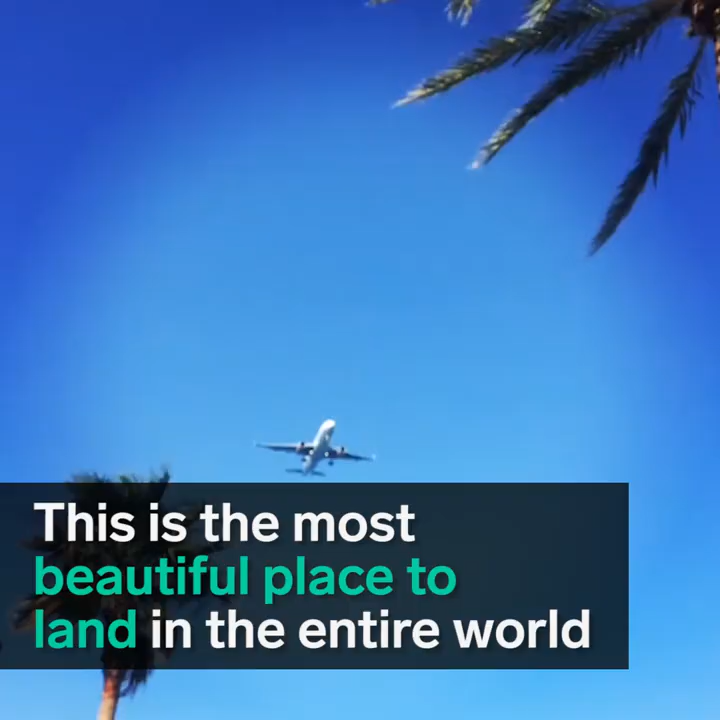 This is the most
beautiful place to
land in the entire world